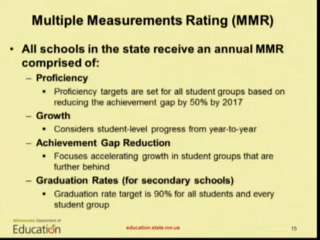 Multiple Measurements Rating (MMR)
• All schools in the state receive an annual MMR
comprised of:
– Proficiency
▪ Proficiency targets are set for all student groups based on
reducing the achievement gap by 50% by 2017
– Growth
▪ Considers student-level progress from year-to-year
– Achievement Gap Reduction
▪ Focuses accelerating growth in student groups that are
further behind
– Graduation Rates (for secondary schools)
▪ Graduation rate target is 90% for all students and every
student group
Minnesota Department of
Education
education.state.mn.us
15